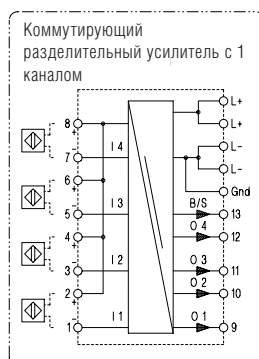 Коммутирующий
разделительный усилитель с 1
каналом
L+
L+
8
+
I 4
L-
7
-
L-
6
+
Gnd
I 3
B/S
13
5
-
O 4
12
4
+
I 2
O 3
11
3
-
O 2
10
2
+
I 1
O 1
1
-
9